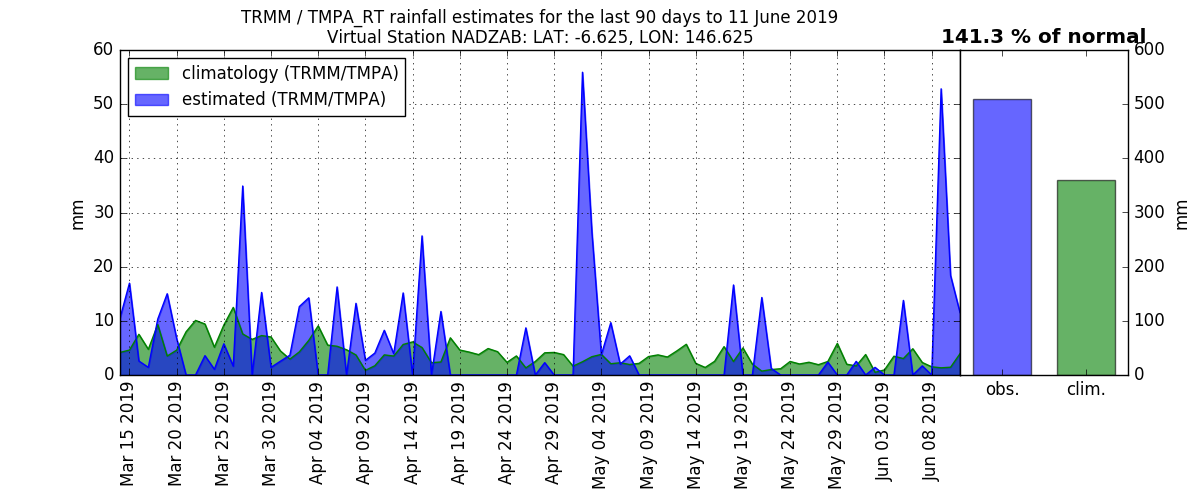 TRMM / TMPA_RT rainfall estimates for the last 90 days to 11 June 2019
Virtual Station NADZAB: LAT: -6.625, LON: 146.625
141.3 % of normal
climatology (TRMM/TMPA)
estimated (TRMM/TMPA)
60
50
40
30
20
10
0
mm
Mar 15 2019
Mar 20 2019
Mar 25 2019
Mar 30 2019
Apr 04 2019
Apr 09 2019
Apr 14 2019
Apr 19 2019
Apr 24 2019
Apr 29 2019
May 04 2019
May 09 2019
May 14 2019
May 19 2019
May 24 2019
May 29 2019
Jun 03 2019
Jun 08 2019
600
500
400
300
200
100
0
mm
obs.
clim.